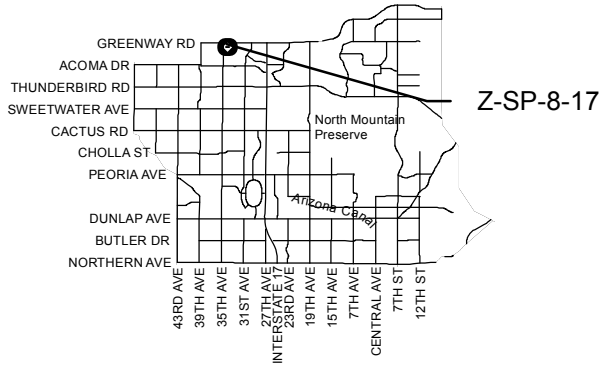 GREENWAY RD
ACOMA DR
THUNDERBIRD RD
SWEETWATER AVE
CACTUS RD
CHOLLA ST
PEORIA AVE
DUNLAP AVE
BUTLER DR
NORTHERN AVE
Z-SP-8-17
North Mountain
Preserve
Arizona Canal
43RD AVE
39TH AVE
35TH AVE
31ST AVE
27TH AVE
INTERSTATE 17
23RD AVE
19TH AVE
15TH AVE
7TH AVE
CENTRAL AVE
7TH ST
12TH ST